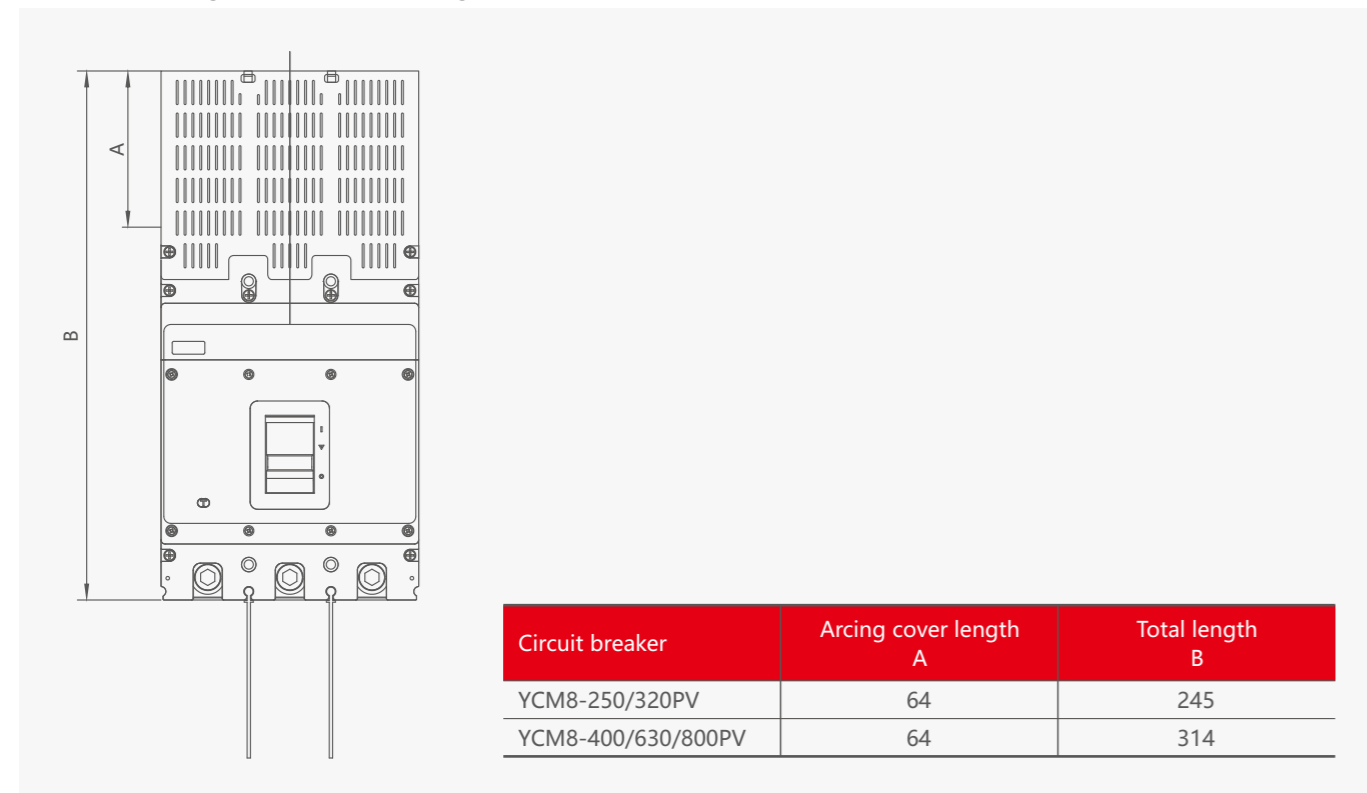 A
B
Circuit breaker
Arcing cover length
A
Total length
B
YCM8-250/320PV 64 245
YCM8-400/630/800PV 64 314